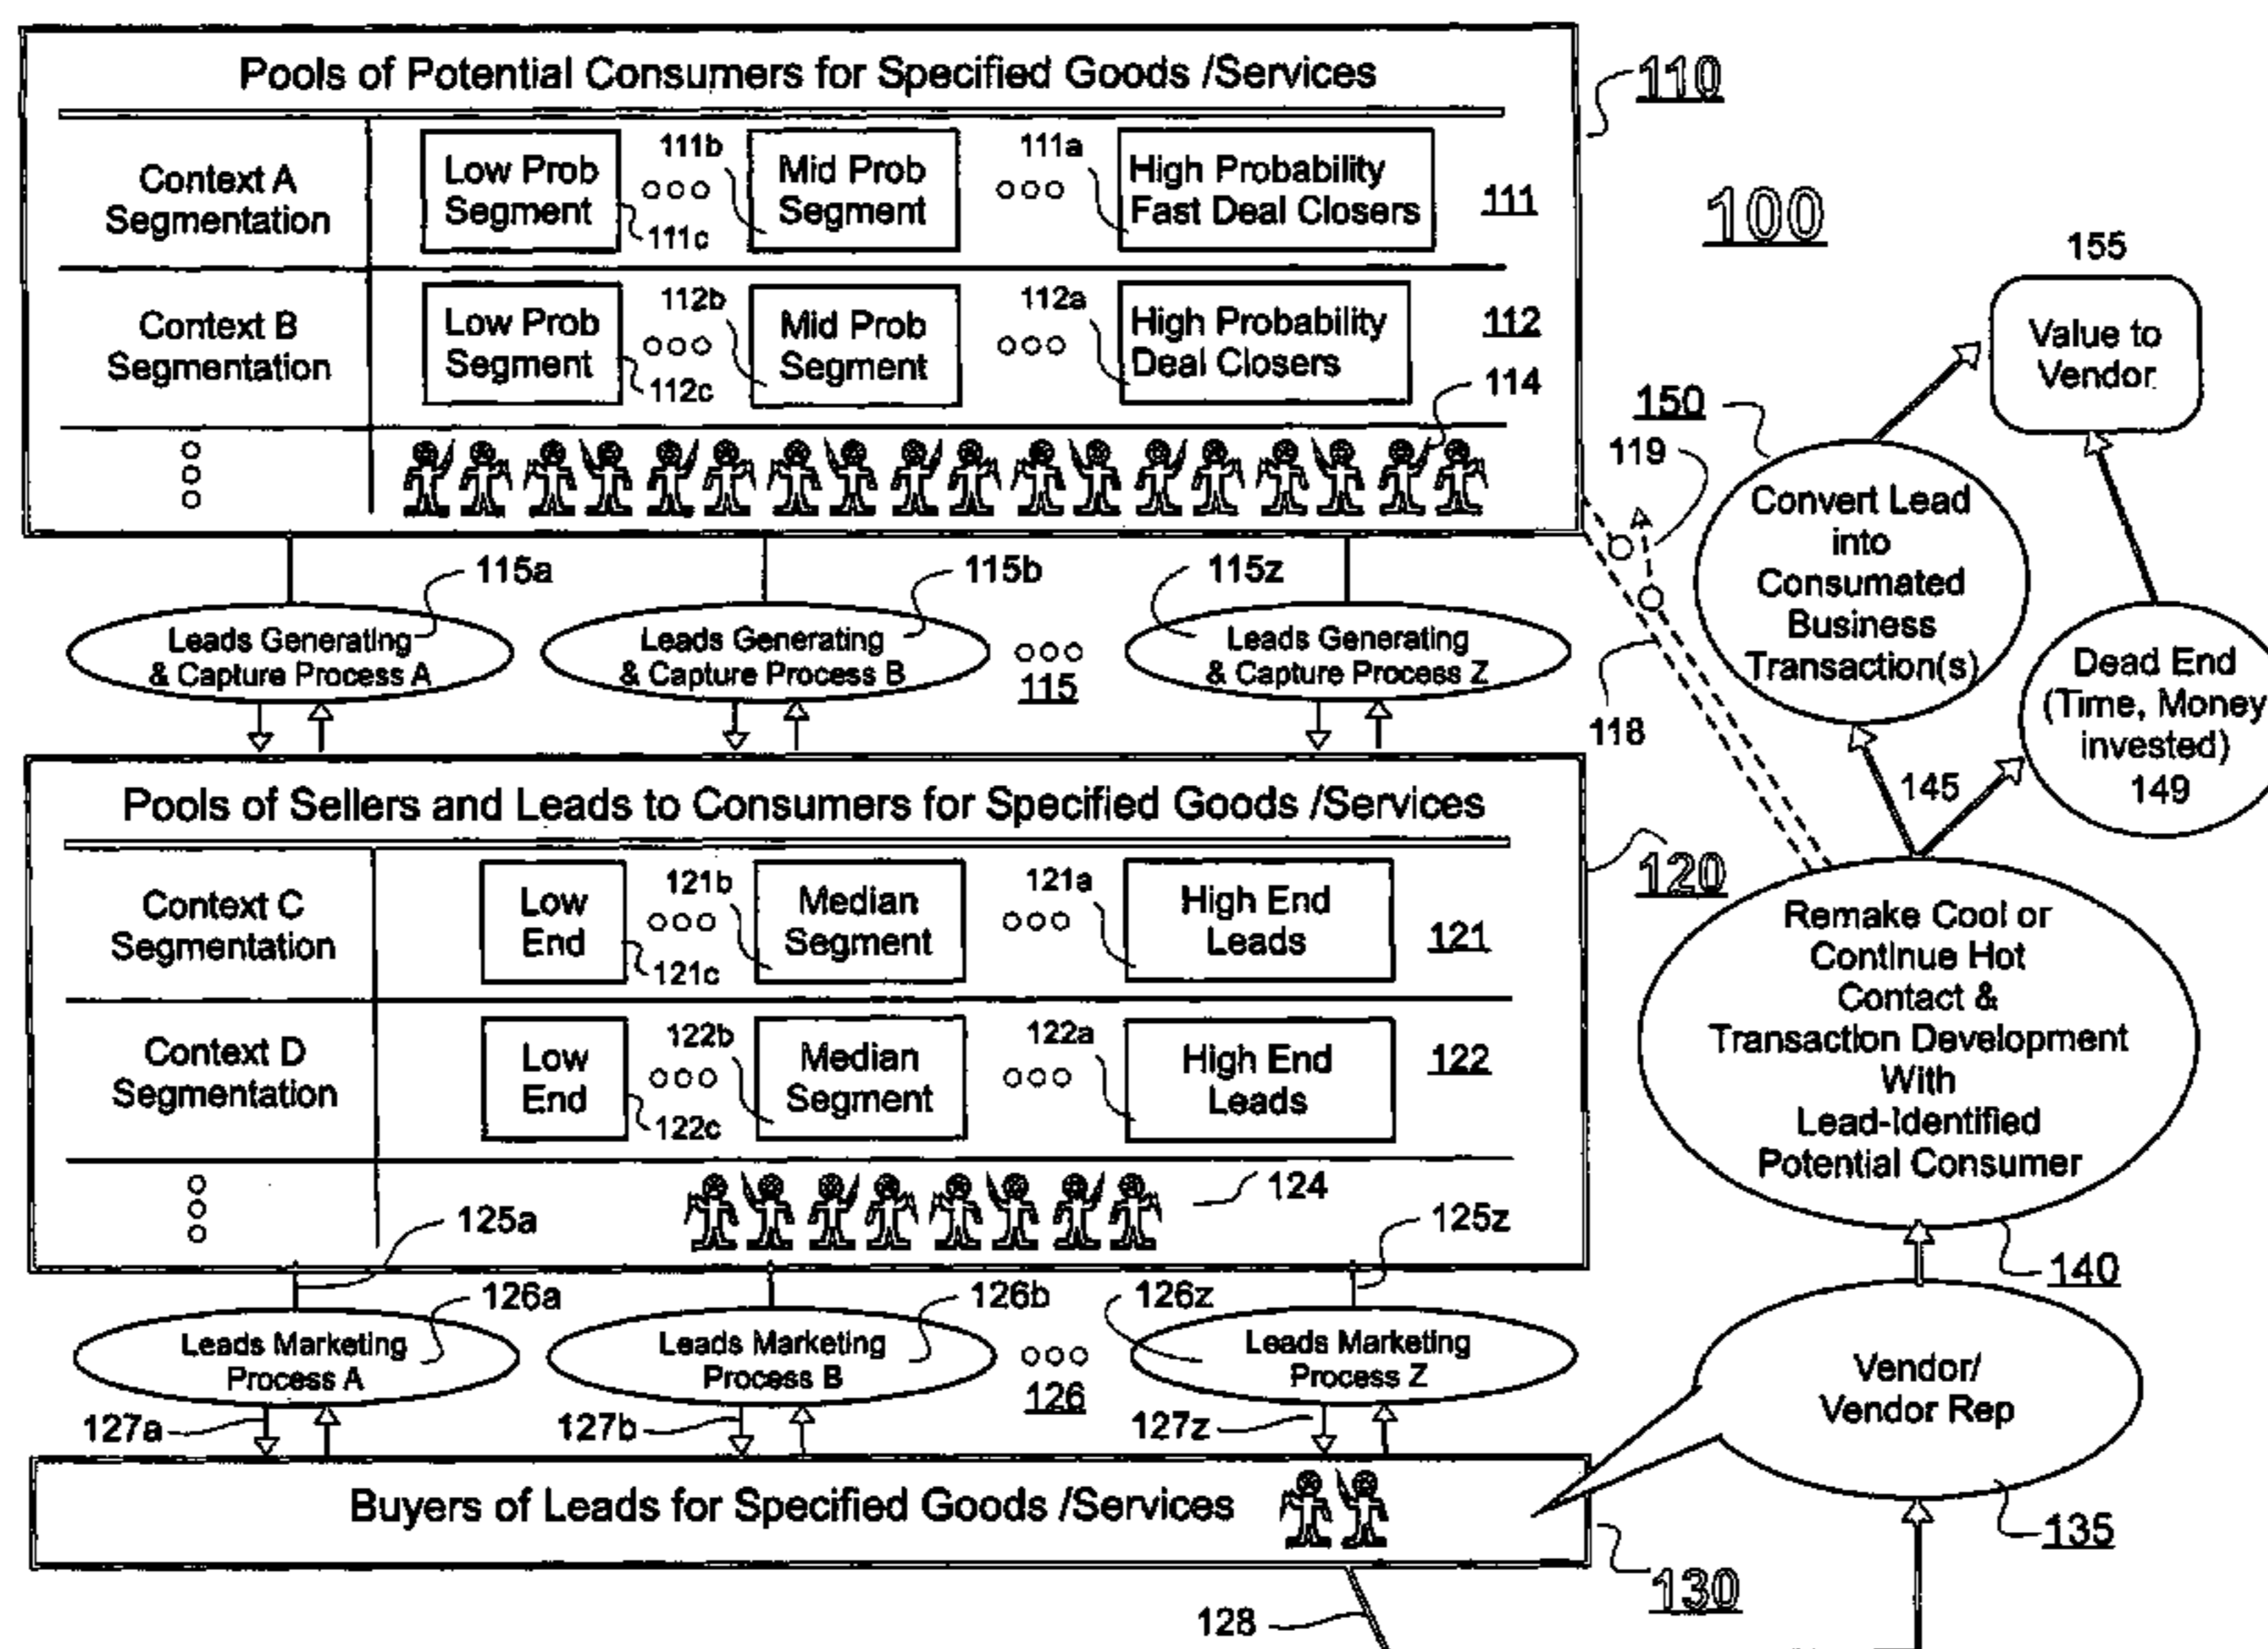 Pools of Potential Consumers for Specified Goods /Services
110
Context A
Segmentation
Low Prob
Segment
111c
111b
Mid Prob
Segment
111a
High Probability
Fast Deal Closers
111
100
Context B
Segmentation
Low Prob
Segment
112c
112b
Mid Prob
Segment
112a
High Probability
Deal Closers
112
114
155
Value to
Vendor
150
119
Convert Lead
into
Consumated
Business
Transaction(s)
118
115a
Leads Generating
& Capture Process A
115b
Leads Generating
& Capture Process B
115
115z
Leads Generating
& Capture Process Z
Dead End
(Time, Money
invested)
149
145
Pools of Sellers and Leads to Consumers for Specified Goods /Services
120
Context C
Segmentation
Low
End
121c
121b
Median
Segment
121a
High End
Leads
121
Context D
Segmentation
Low
End
122c
122b
Median
Segment
122a
High End
Leads
122
124
Remake Cool or
Continue Hot
Contact &
Transaction Development
With
Lead-Identified
Potential Consumer
140
125a
125z
126a
Leads Marketing
Process A
126b
Leads Marketing
Process B
126
126z
Leads Marketing
Process Z
127a
127b
127z
Vendor/
Vendor Rep
135
Buyers of Leads for Specified Goods /Services
130
128